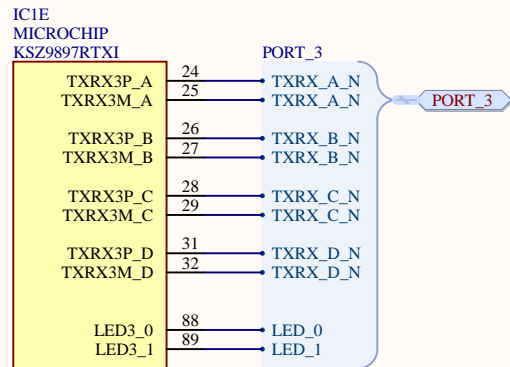 IC1E
MICROCHIP
KSZ9897RTXI
PORT_3
TXRX3P_A 24 TXRX_A_N
TXRX3M_A 25 TXRX_A_N
PORT_3
TXRX3P_B 26 TXRX_B_N
TXRX3M_B 27 TXRX_B_N
TXRX3P_C 28 TXRX_C_N
TXRX3M_C 29 TXRX_C_N
TXRX3P_D 31 TXRX_D_N
TXRX3M_D 32 TXRX_D_N
LED3_0 88 LED_0
LED3_1 89 LED_1